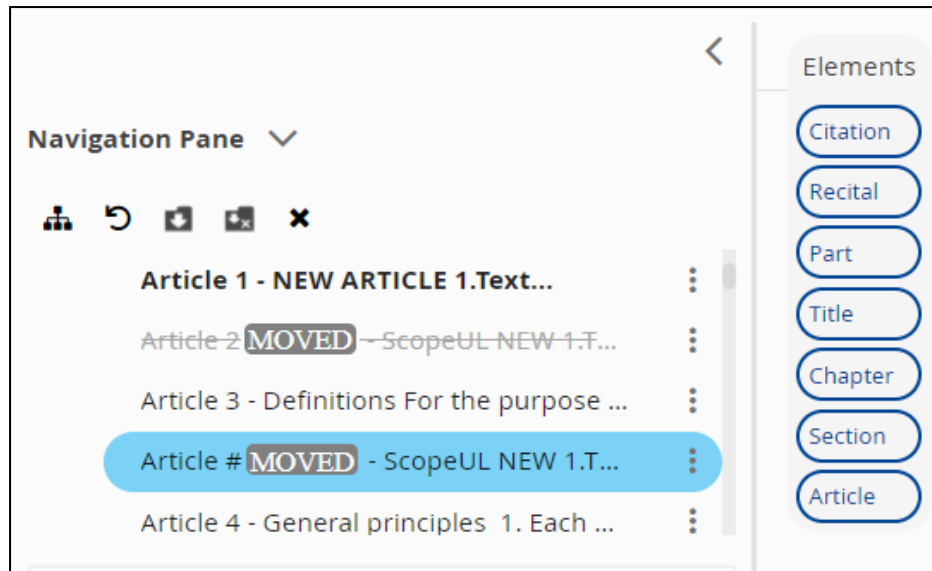 Navigation Pane
Article 1 - NEW ARTICLE 1.Text...
Article 2 MOVED - ScopeUL NEW 1.T...
Article 3 - Definitions For the purpose ...
Article # MOVED - ScopeUL NEW 1.T...
Article 4 - General principles 1. Each ...
Elements
Citation
Recital
Part
Title
Chapter
Section
Article